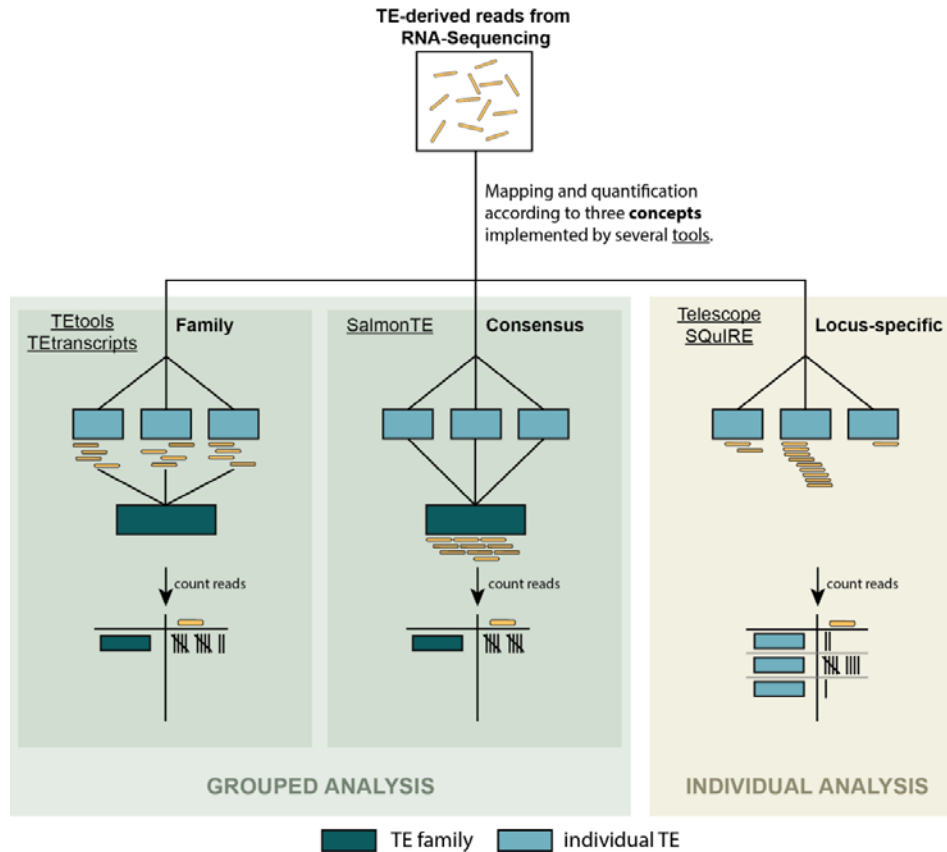 TE-derived reads from
RNA-Sequencing
Mapping and quantification
according to three concepts
implemented by several tools.
TEtools
TEtranscripts
Family
SalmonTE
Consensus
Telescope
SQuIRE
Locus-specific
count reads
count reads
count reads
GROUPED ANALYSIS
INDIVIDUAL ANALYSIS
TE family
individual TE